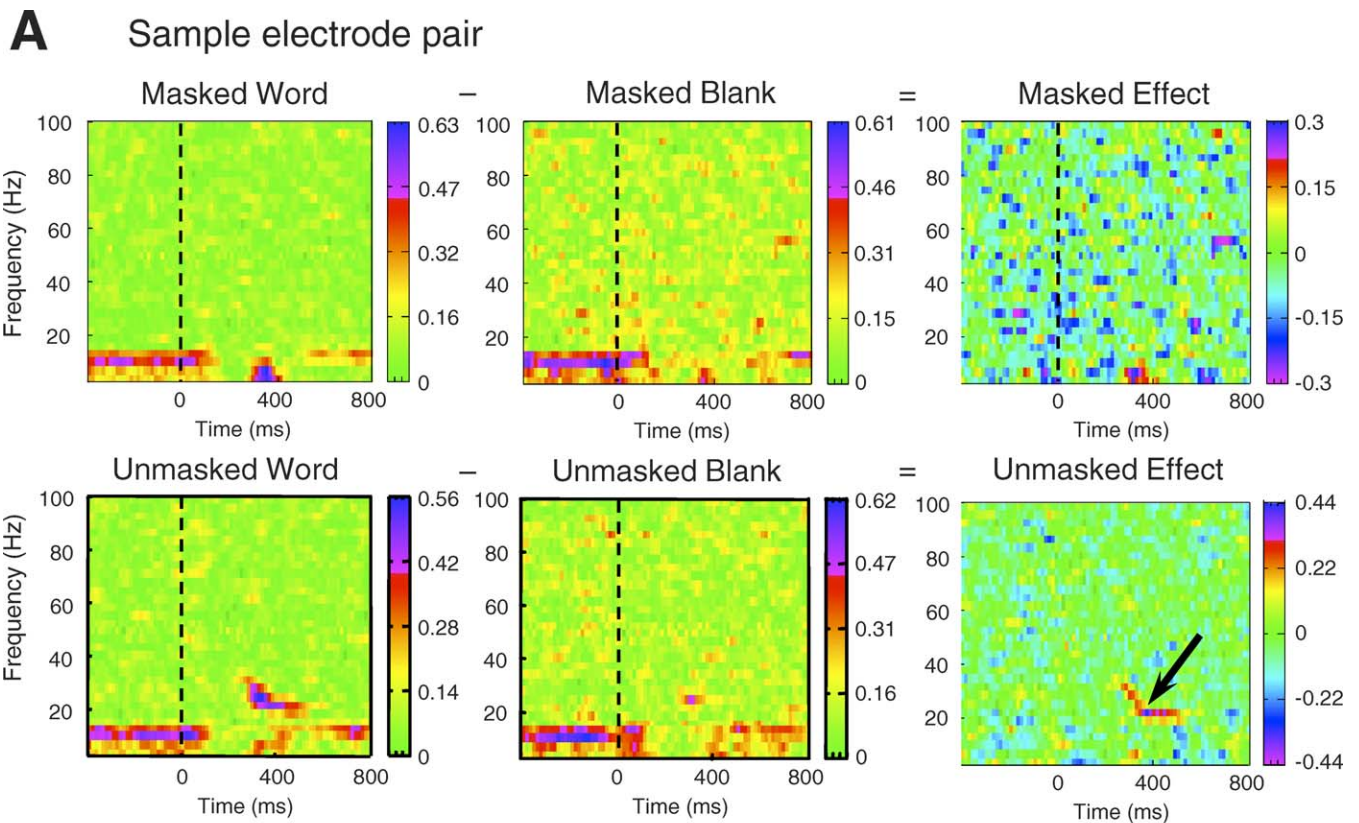 A Sample electrode pair
Masked Word – Masked Blank = Masked Effect
100 0.63 100 0.61 100 0.3
80 0.47 80 0.46 80 0.15
60 0.32 60 0.31 60 0
40 0.16 40 0.15 40 -0.15
20 0 20 0 20 -0.3
Frequency (Hz)
0 400 800 0 400 800 0 400 800
Time (ms) Time (ms) Time (ms)
Unmasked Word – Unmasked Blank = Unmasked Effect
100 0.56 100 0.62 100 0.44
80 0.42 80 0.47 80 0.22
60 0.28 60 0.31 60 0
40 0.14 40 0.16 40 -0.22
20 0 20 0 20 -0.44
Frequency (Hz)
0 400 800 0 400 800 0 400 800
Time (ms) Time (ms) Time (ms)